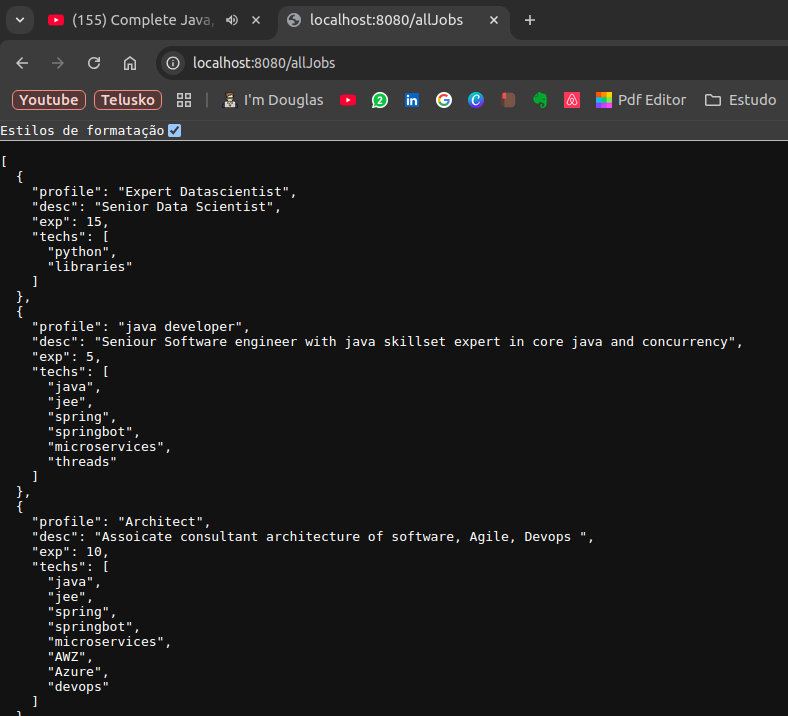 (155) Complete Java,
localhost:8080/allJobs
localhost:8080/allJobs
Youtube Telusko I'm Douglas 2 in G C Pdf Editor Estudo
Estilos de formatação
[
  {
    "profile": "Expert Datascientist",
    "desc": "Senior Data Scientist",
    "exp": 15,
    "techs": [
      "python",
      "libraries"
    ]
  },
  {
    "profile": "java developer",
    "desc": "Seniour Software engineer with java skillset expert in core java and concurrency",
    "exp": 5,
    "techs": [
      "java",
      "jee",
      "spring",
      "springbot",
      "microservices",
      "threads"
    ]
  },
  {
    "profile": "Architect",
    "desc": "Assoicate consultant architecture of software, Agile, Devops ",
    "exp": 10,
    "techs": [
      "java",
      "jee",
      "spring",
      "springbot",
      "microservices",
      "AWZ",
      "Azure",
      "devops"
    ]